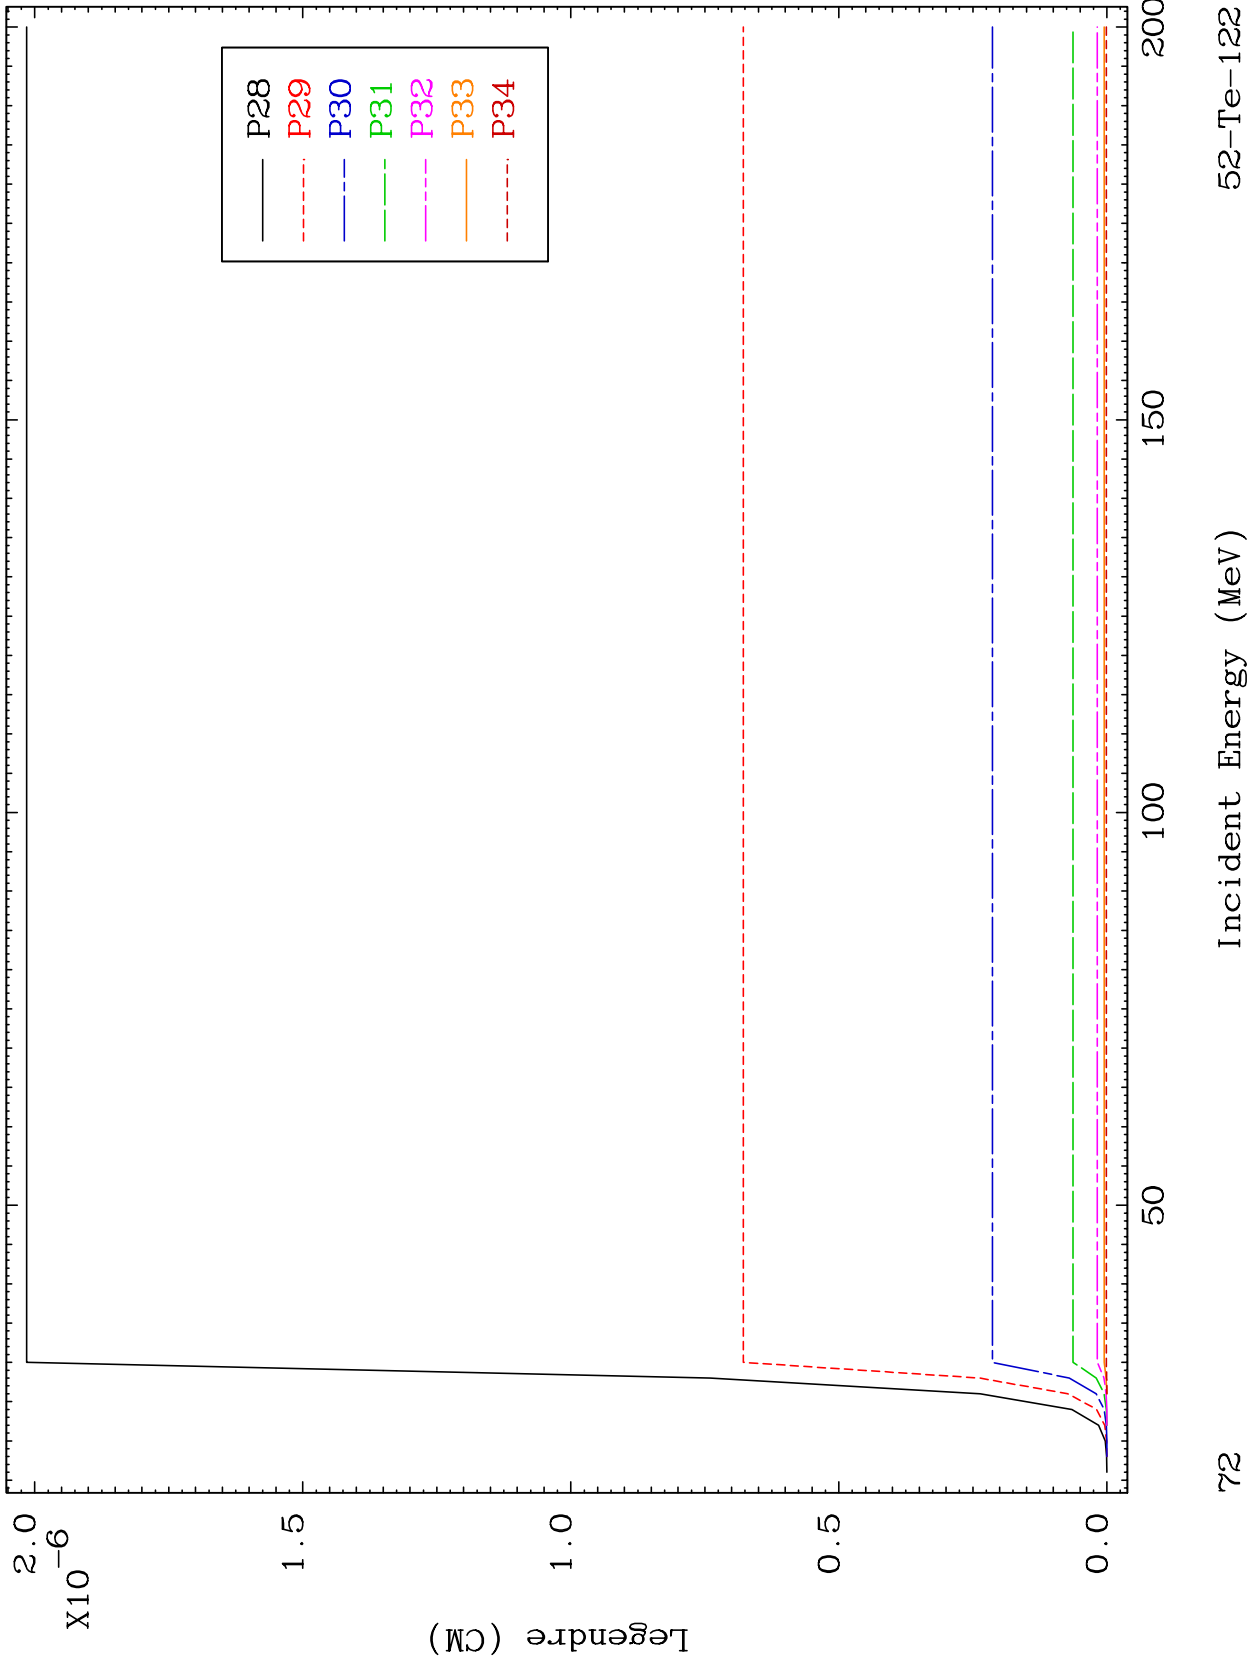 2.0
X10-6
1.5
1.0
0.5
0.0
Legendre (CM)
P28
P29
P30
P31
P32
P33
P34
50
100
150
200
Incident Energy (MeV)
72
52-Te-122